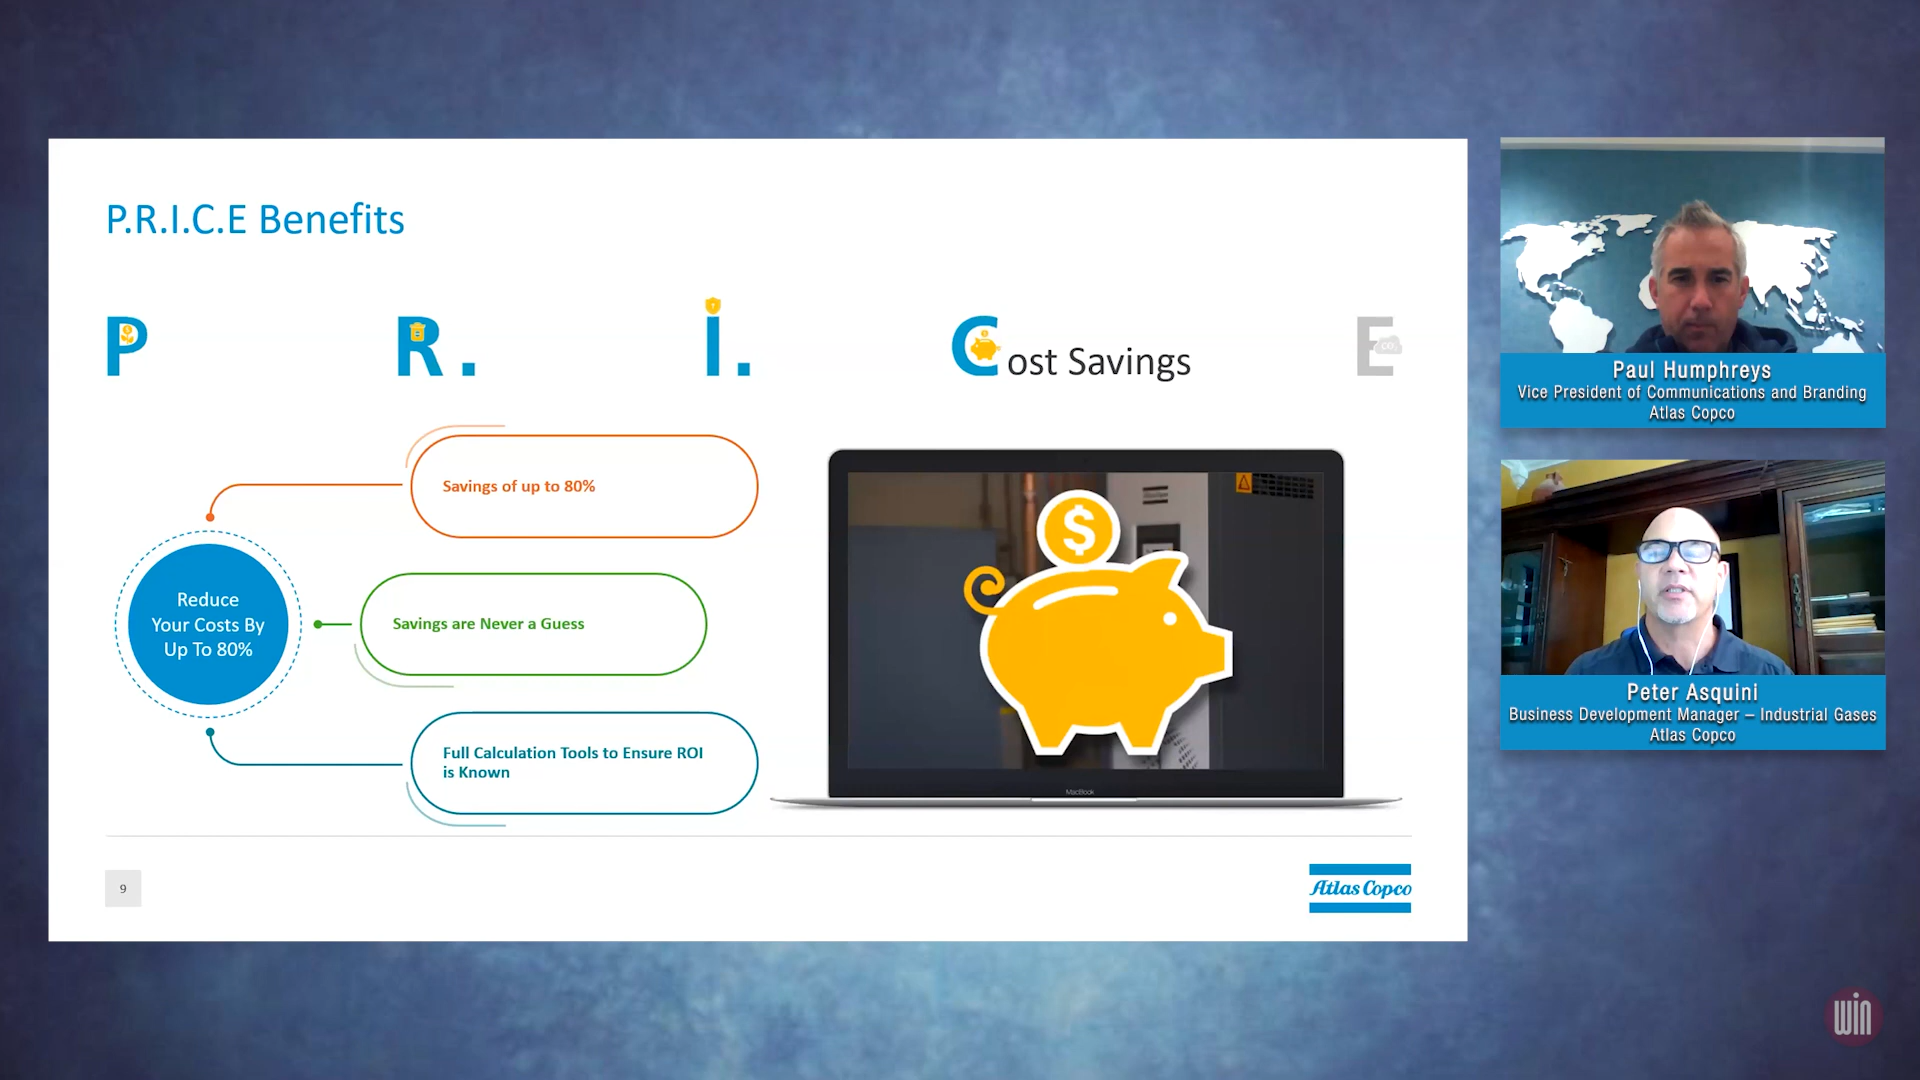 P.R.I.C.E Benefits
P
R.
I.
Cost Savings
E
CO₂
Savings of up to 80%
Reduce
Your Costs By
Up To 80%
Savings are Never a Guess
Full Calculation Tools to Ensure ROI
is Known
$
MacBook
9
Atlas Copco
Paul Humphreys
Vice President of Communications and Branding
Atlas Copco
Peter Asquini
Business Development Manager – Industrial Gases
Atlas Copco
win